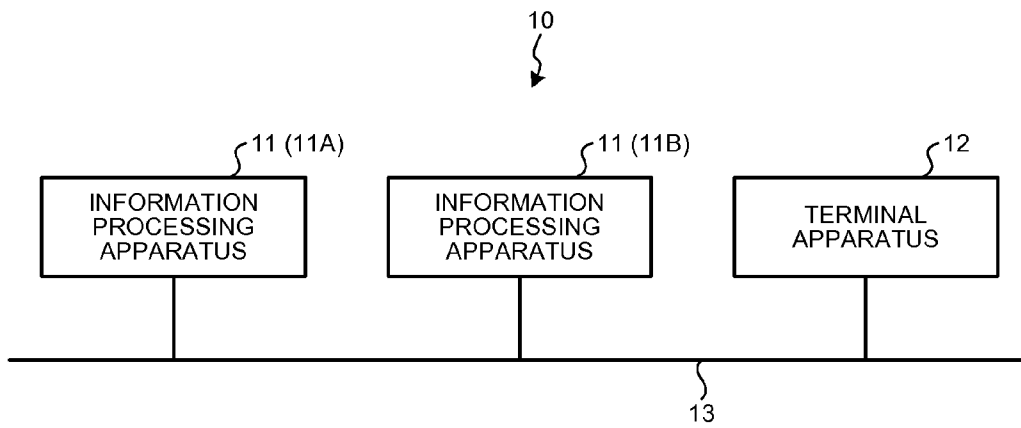 10
11 (11A)
11 (11B)
12
INFORMATION
PROCESSING
APPARATUS
INFORMATION
PROCESSING
APPARATUS
TERMINAL
APPARATUS
13